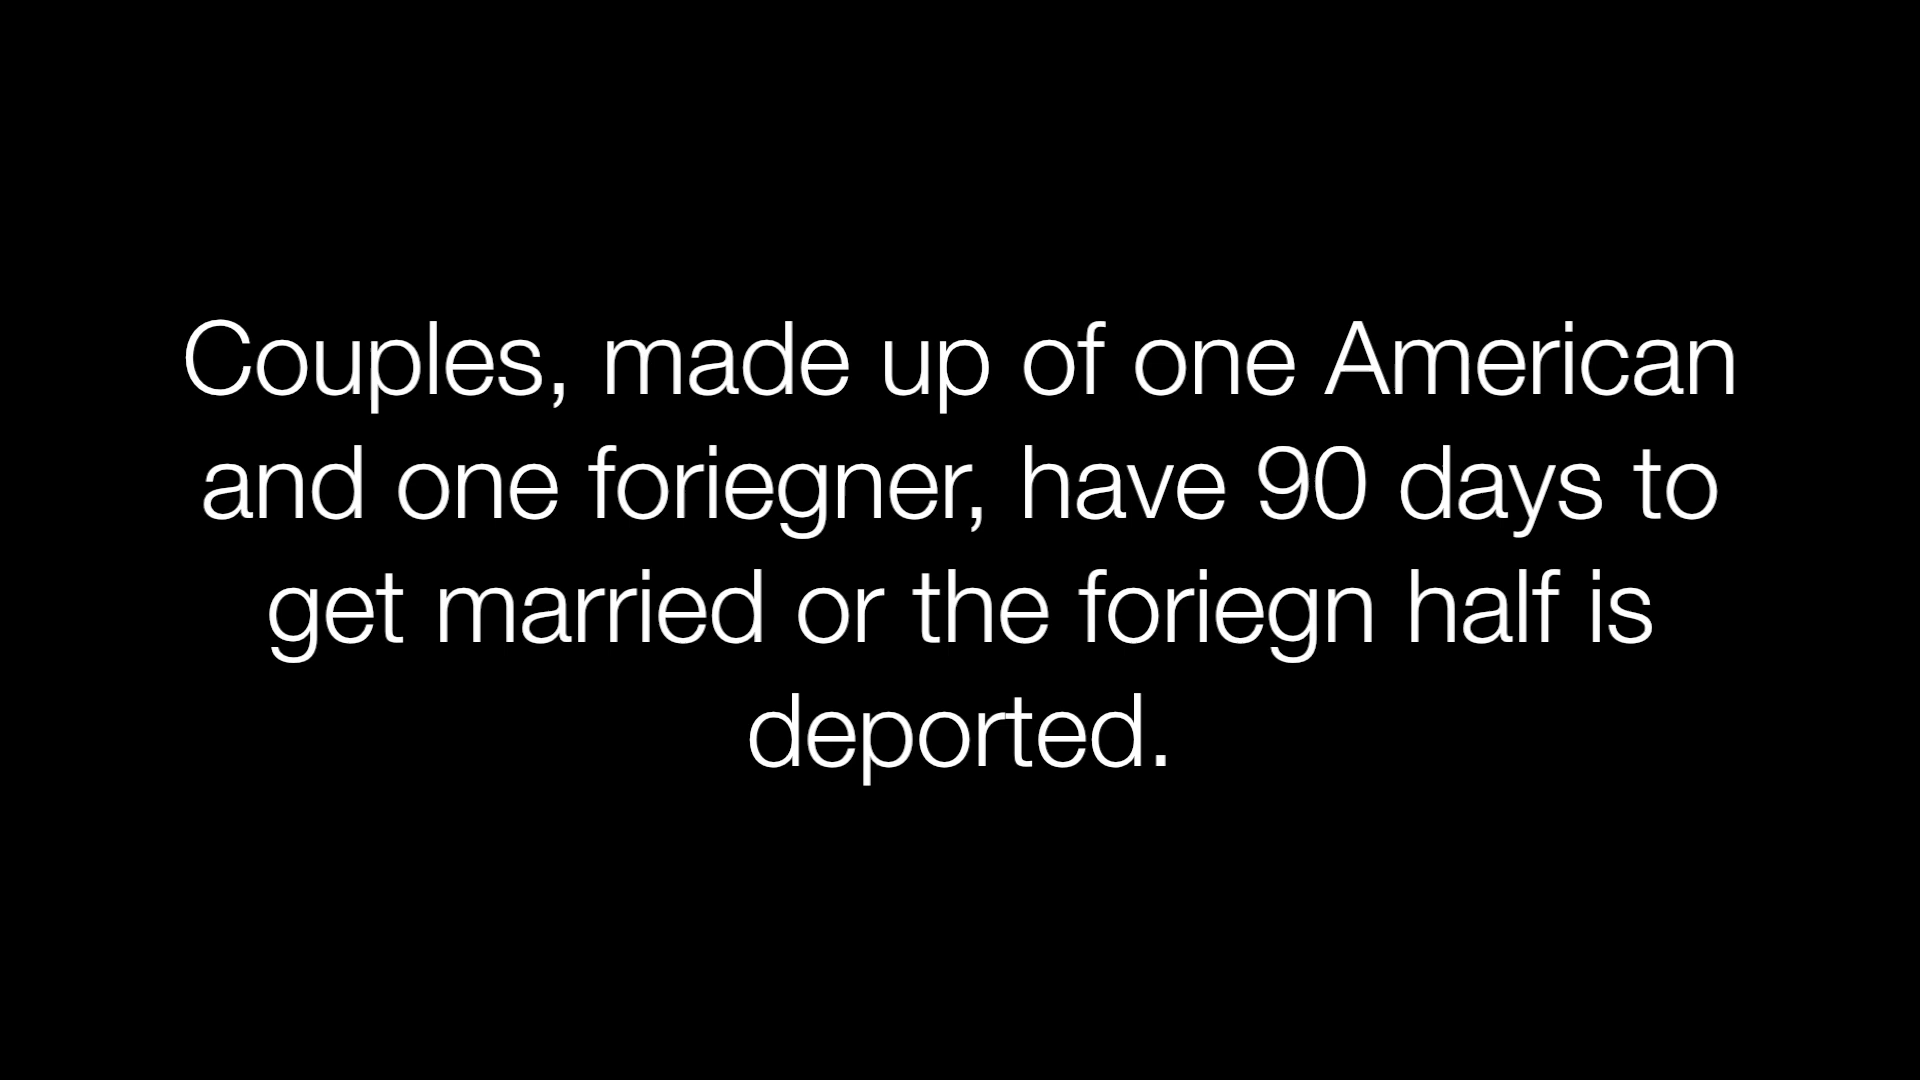 Couples, made up of one American
and one foriegner, have 90 days to
get married or the foriegn half is
deported.